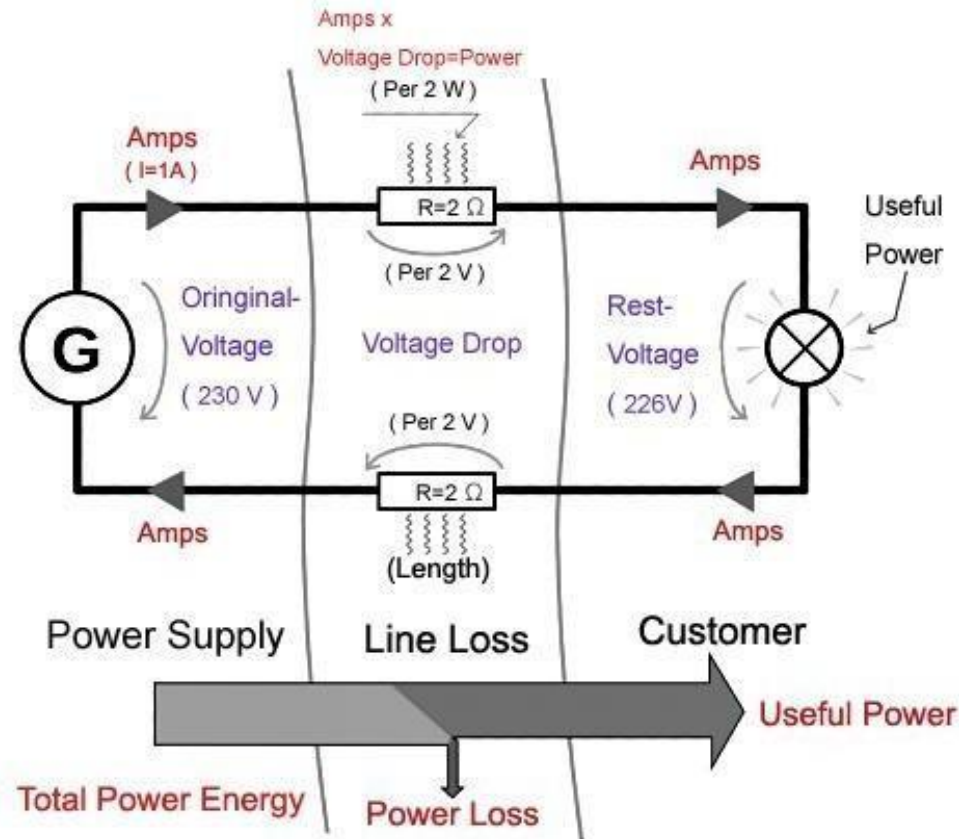 Amps x
Voltage Drop=Power
( Per 2 W )
Amps
( I=1A )
Amps
R=2 Ω
Useful
Power
( Per 2 V )
Oringinal-
Voltage
( 230 V )
G
Voltage Drop
Rest-
Voltage
( 226V )
( Per 2 V )
R=2 Ω
Amps
Amps
(Length)
Power Supply
Line Loss
Customer
Useful Power
Total Power Energy
Power Loss